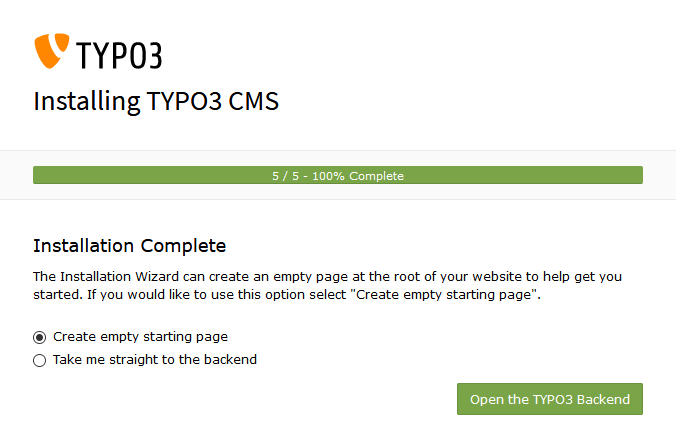 TYPO3
Installing TYPO3 CMS
5 / 5 - 100% Complete
Installation Complete
The Installation Wizard can create an empty page at the root of your website to help get you
started. If you would like to use this option select "Create empty starting page".
Create empty starting page
Take me straight to the backend
Open the TYPO3 Backend